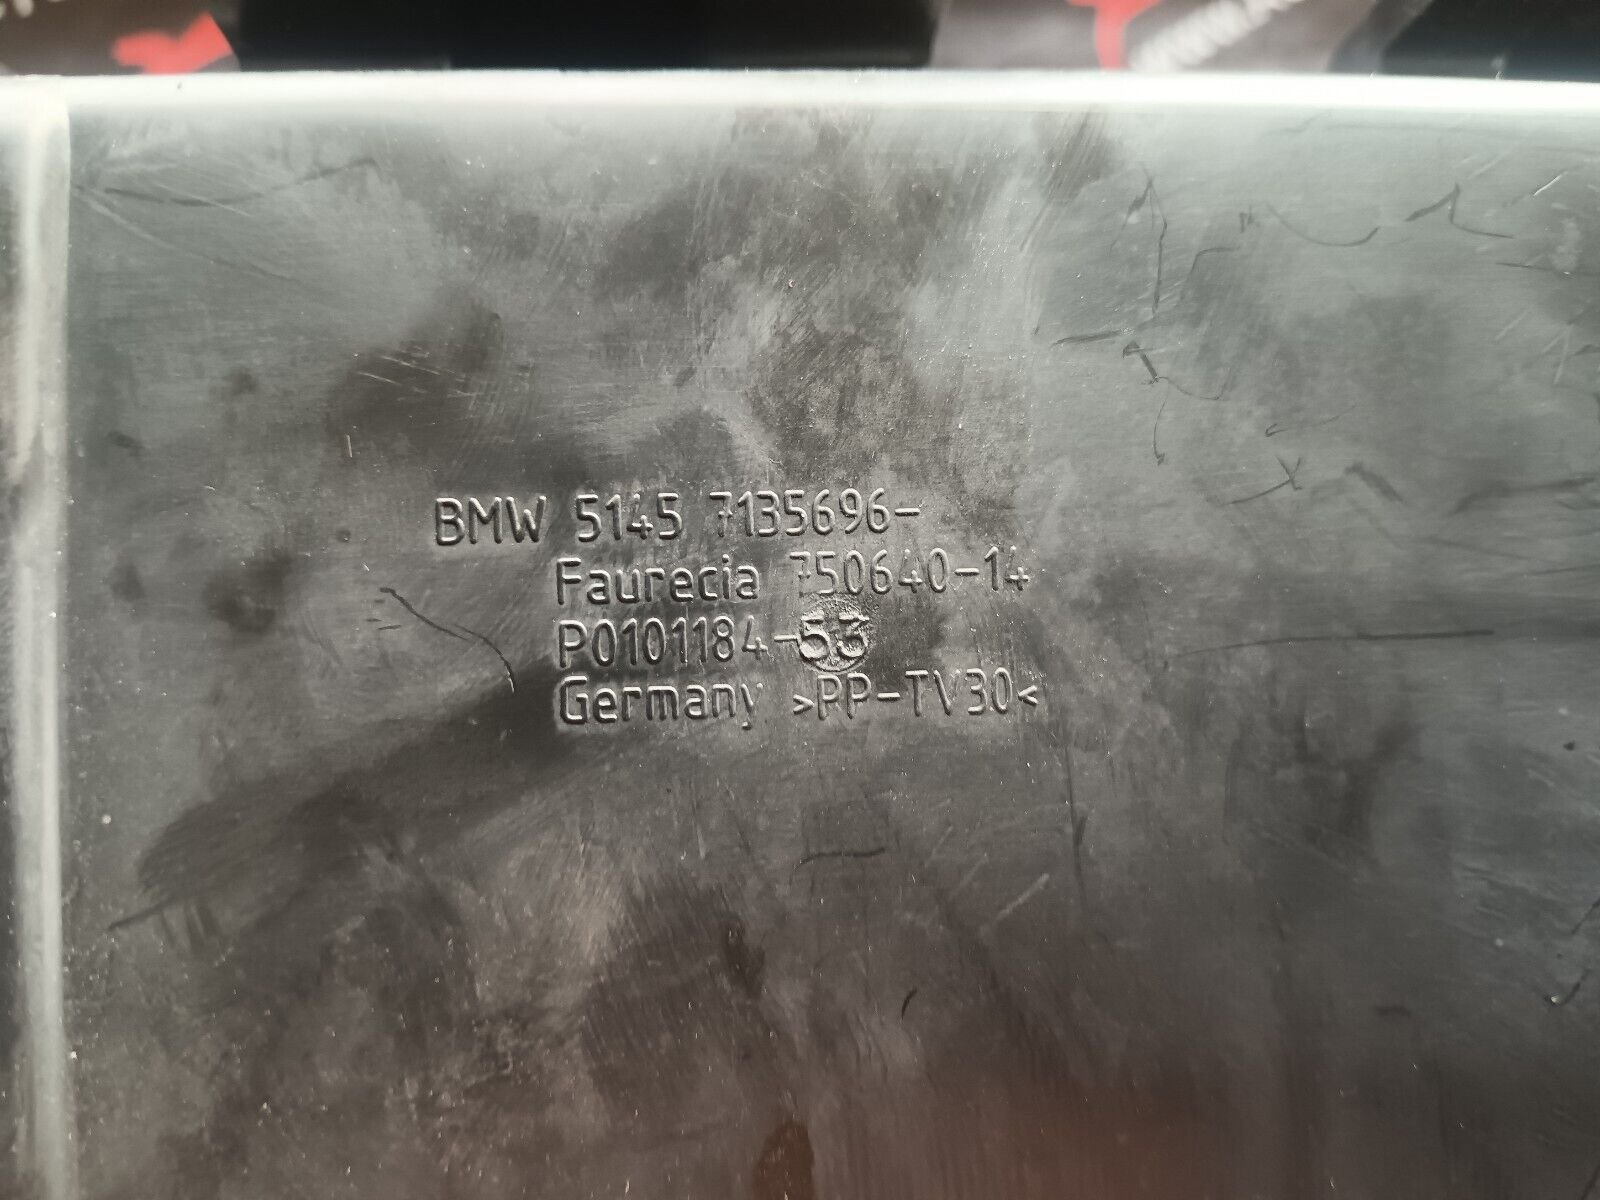 BMW 5145 7135696-
Faurecia 750640-14
P0101184-53
Germany >PP-TV30<